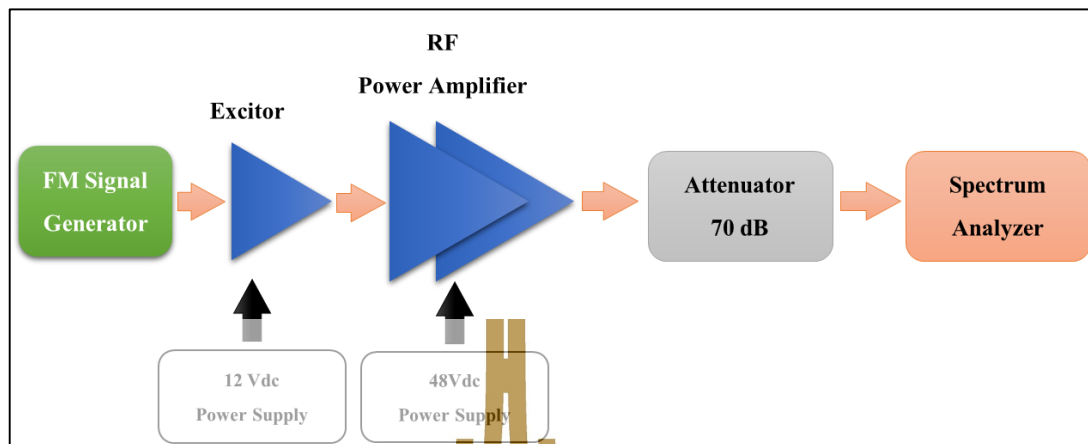 RF
Power Amplifier
Excitor
FM Signal
Generator
Attenuator
70 dB
Spectrum
Analyzer
12 Vdc
Power Supply
48Vdc
Power Supply